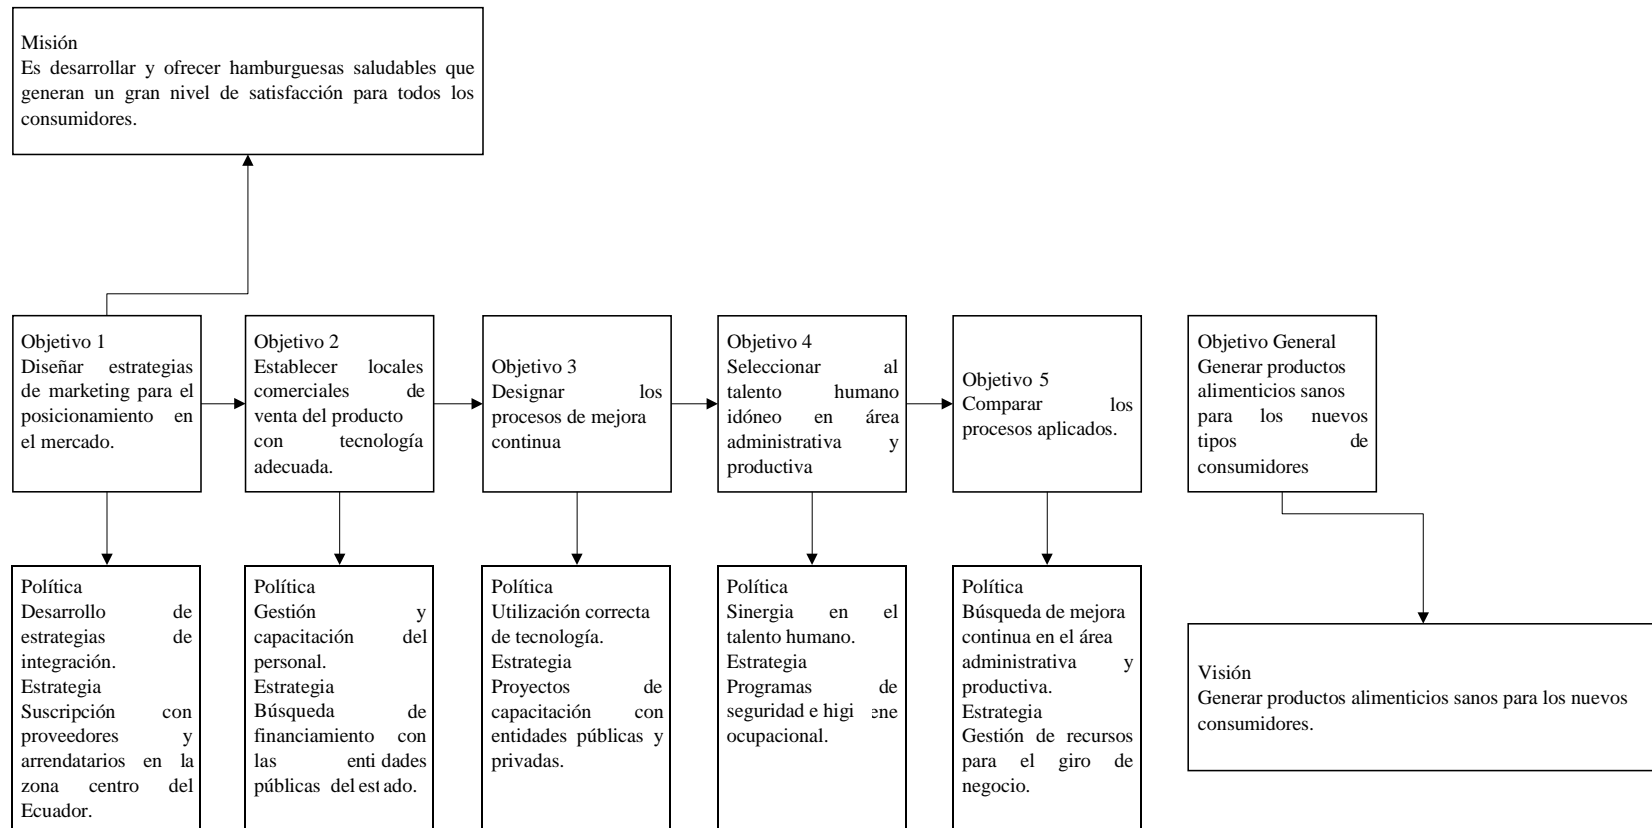 Misión
Es desarrollar y ofrecer hamburguesas saludables que
generan un gran nivel de satisfacción para todos los
consumidores.
Objetivo 1
Diseñar estrategias
de marketing para el
posicionamiento en
el mercado.
Objetivo 2
Establecer locales
comerciales de
venta del producto
con tecnología
adecuada.
Objetivo 3
Designar los
procesos de mejora
continua
Objetivo 4
Seleccionar al
talento humano
idóneo en área
administrativa y
productiva
Objetivo 5
Comparar los
procesos aplicados.
Objetivo General
Generar productos
alimenticios sanos
para los nuevos
tipos de
consumidores
Política
Desarrollo de
estrategias de
integración.
Estrategia
Suscripción con
proveedores y
arrendatarios en la
zona centro del
Ecuador.
Política
Gestión y
capacitación del
personal.
Estrategia
Búsqueda de
financiamiento con
las entidades
públicas del estado.
Política
Utilización correcta
de tecnología.
Estrategia
Proyectos de
capacitación con
entidades públicas y
privadas.
Política
Sinergia en el
talento humano.
Estrategia
Programas de
seguridad e higiene
ocupacional.
Política
Búsqueda de mejora
continua en el área
administrativa y
productiva.
Estrategia
Gestión de recursos
para el giro de
negocio.
Visión
Generar productos alimenticios sanos para los nuevos
consumidores.